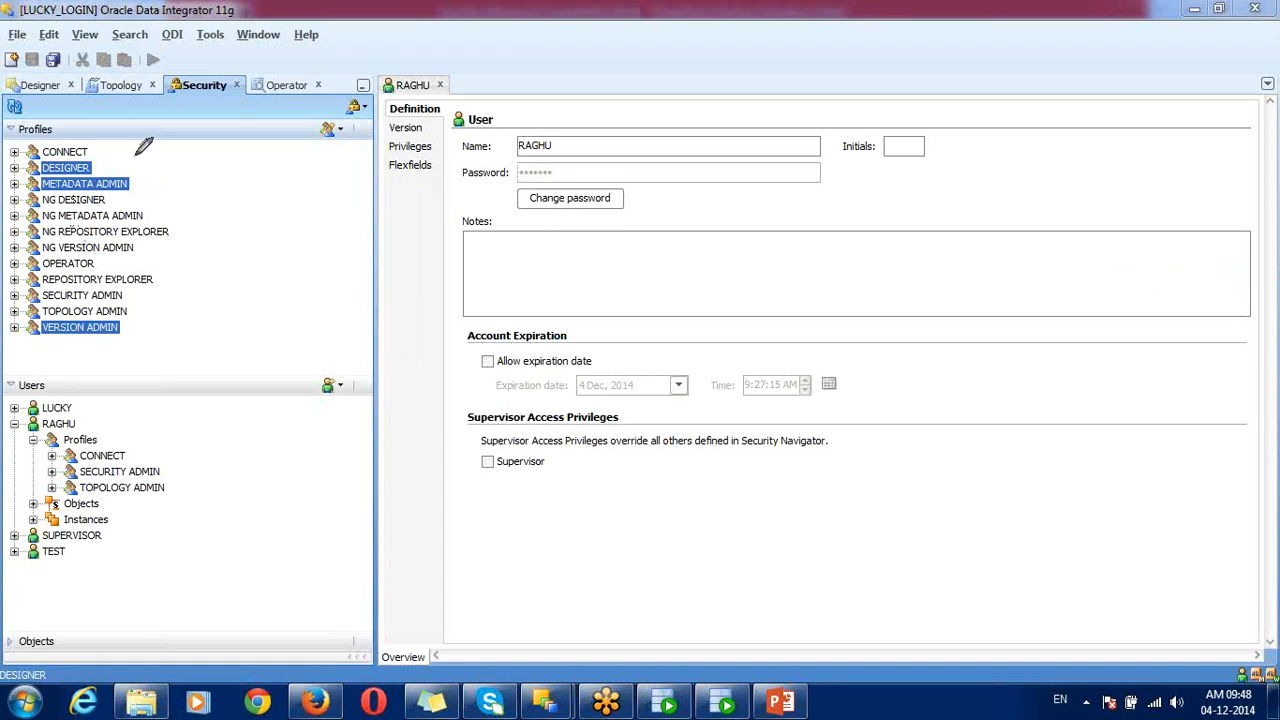 [LUCKY_LOGIN] Oracle Data Integrator 11g
File Edit View Search ODI Tools Window Help
Designer Topology Security Operator
RAGHU
Profiles
CONNECT
DESIGNER
METADATA ADMIN
NG DESIGNER
NG METADATA ADMIN
NG REPOSITORY EXPLORER
NG VERSION ADMIN
OPERATOR
REPOSITORY EXPLORER
SECURITY ADMIN
TOPOLOGY ADMIN
VERSION ADMIN
Users
LUCKY
RAGHU
Profiles
CONNECT
SECURITY ADMIN
TOPOLOGY ADMIN
Objects
Instances
SUPERVISOR
TEST
Objects
Definition
Version
Privileges
Flexfields
User
Name: RAGHU Initials:
Password: •••••••
Change password
Notes:
Account Expiration
Allow expiration date
Expiration date: 4 Dec, 2014 Time: 9:27:15 AM
Supervisor Access Privileges
Supervisor Access Privileges override all others defined in Security Navigator.
Supervisor
Overview
DESIGNER
EN
AM 09:48
04-12-2014